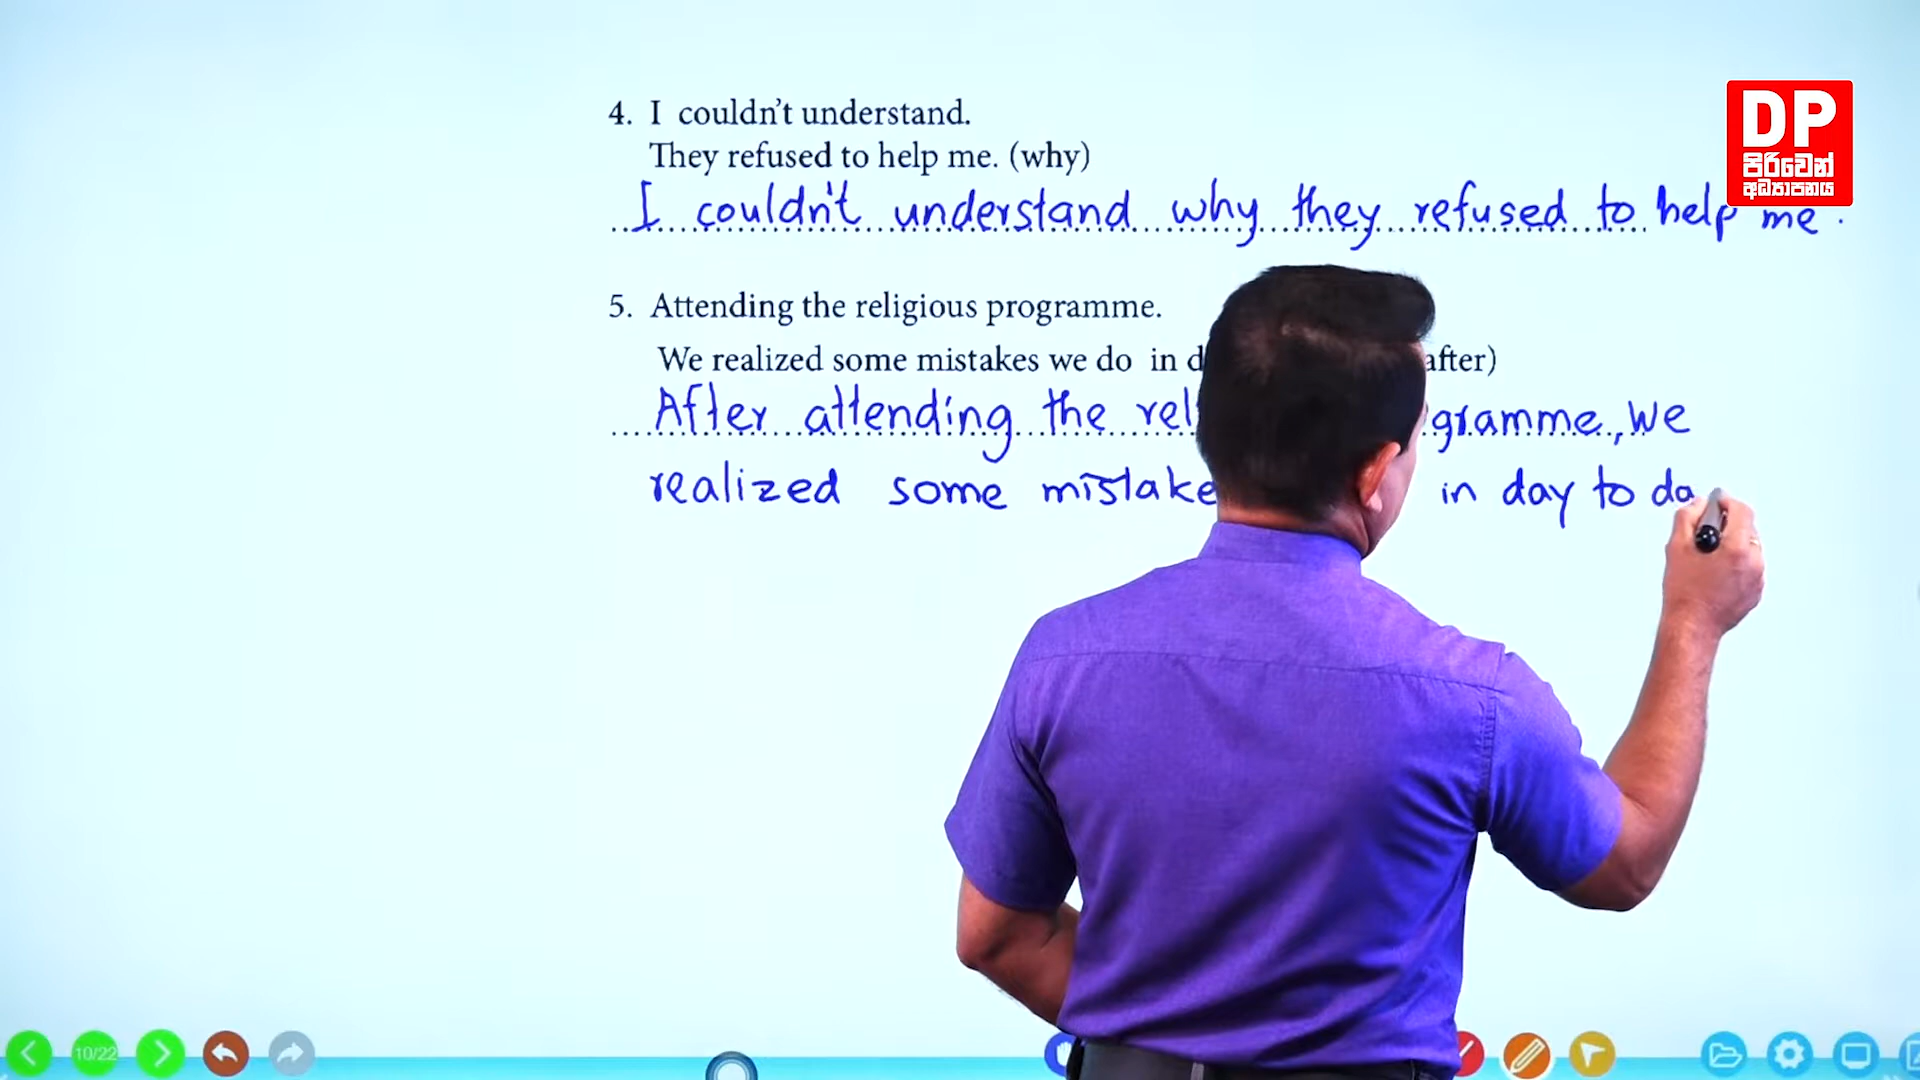 4. I couldn't understand.
They refused to help me. (why)
I couldn't understand why they refused to help me.
5. Attending the religious programme.
We realized some mistakes we do in d after)
After attending the rel gramme, we
realized some mistake in day to da
DP
පිරිවෙන්
අධ්‍යාපනය
10/22